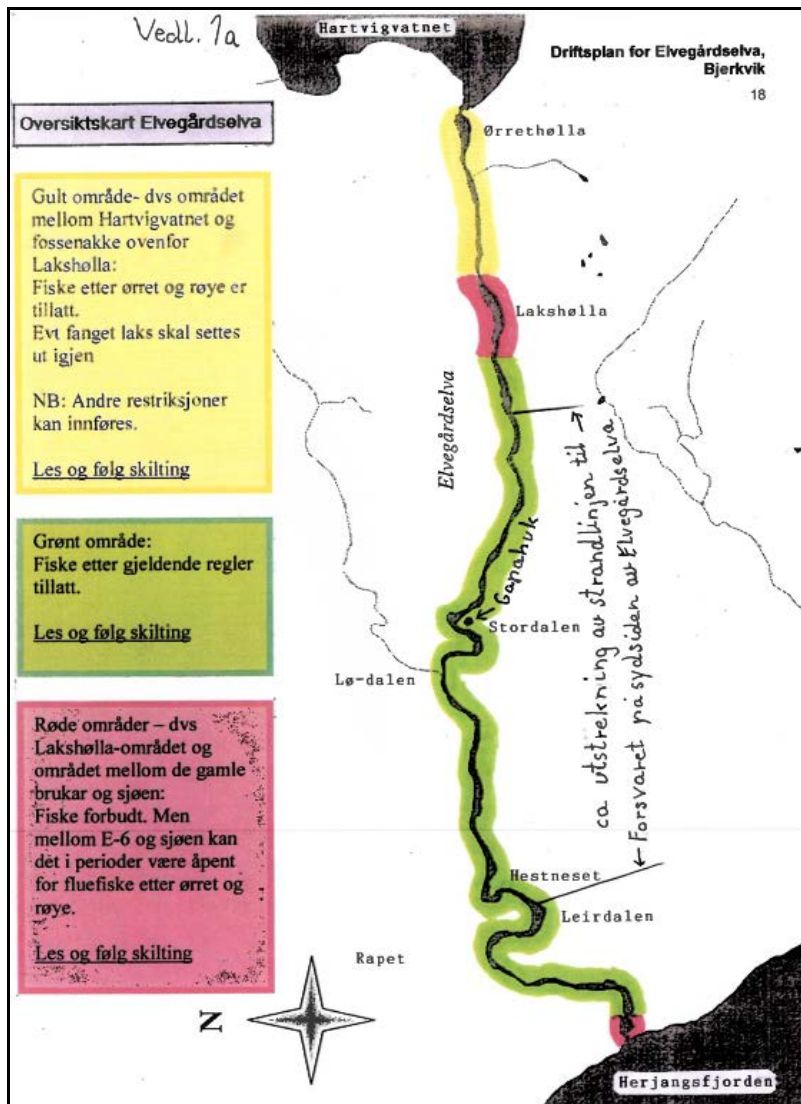 Vedl. 1a
Hartvigvatnet
Driftsplan for Elvegårdselva,
Bjerkvik
18
Oversiktskart Elvegårdselva
Ørrethølla
Gult område- dvs området
mellom Hartvigvatnet og
fossenakke ovenfor
Lakshølla:
Fiske etter ørret og røye er
tillatt.
Evt fanget laks skal settes
ut igjen
NB: Andre restriksjoner
kan innføres.
Les og følg skilting
Lakshølla
Elvegårdselva
ca utstrekning av strandlinjen til →
← Forsvaret på sydsiden av Elvegårdselva
Grønt område:
Fiske etter gjeldende regler
tillatt.
Les og følg skilting
← Gapahuk
Stordalen
Lø-dalen
Røde områder – dvs
Lakshølla-området og
området mellom de gamle
brukar og sjøen:
Fiske forbudt. Men
mellom E-6 og sjøen kan
det i perioder være åpent
for fluefiske etter ørret og
røye.
Les og følg skilting
Hestneset
Leirdalen
Rapet
N
Herjangsfjorden